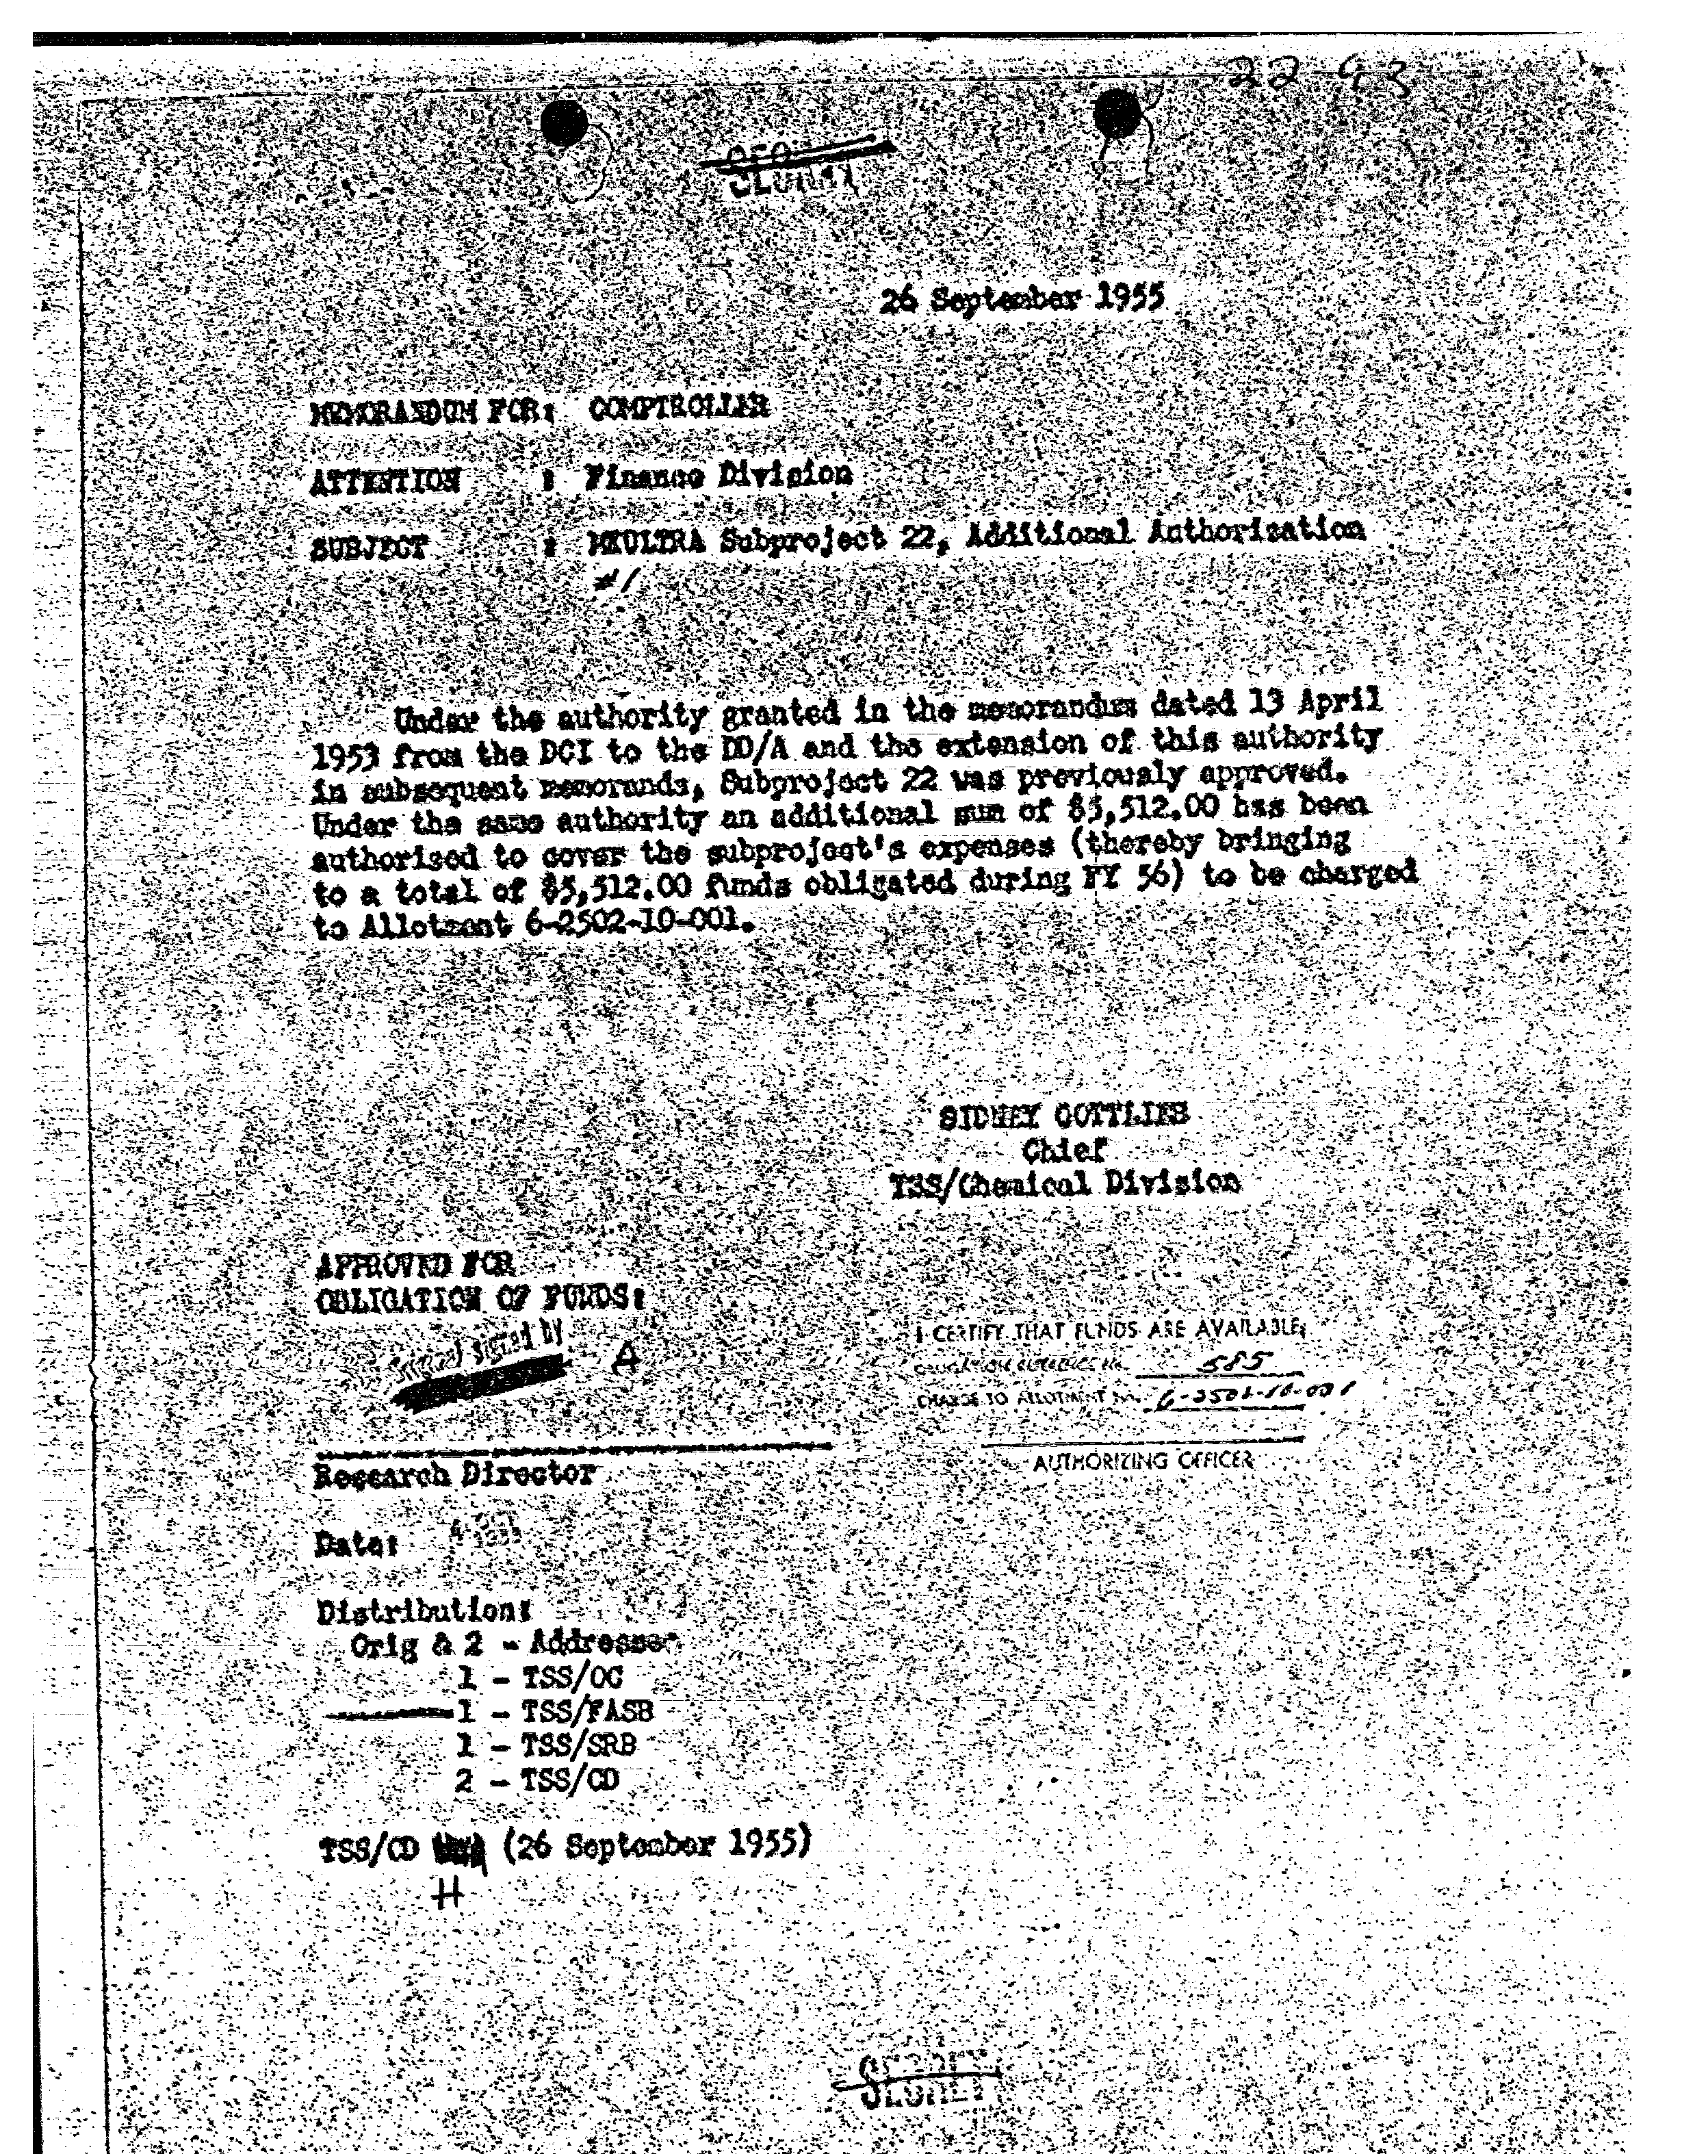 22-43
SECRET
26 September 1955
MEMORANDUM FOR: COMPTROLLER
ATTENTION : Finance Division
SUBJECT : MKULTRA Subproject 22, Additional Authorization
#1
Under the authority granted in the memorandum dated 13 April
1953 from the DCI to the DD/A and the extension of this authority
in subsequent memoranda, Subproject 22 was previously approved.
Under the same authority an additional sum of $5,512.00 has been
authorized to cover the subproject's expenses (thereby bringing
to a total of $5,512.00 funds obligated during FY 56) to be charged
to Allotment 6-2502-10-001.
SIDNEY GOTTLIEB
Chief
TSS/Chemical Division
APPROVED FOR
OBLIGATION OF FUNDS:
signed by
A
I CERTIFY THAT FUNDS ARE AVAILABLE
OBLIGATION REFERENCE NO. 585
CHARGE TO ALLOTMENT NO. 6-2502-10-001
Research Director
AUTHORIZING OFFICER
Date:
Distribution:
Orig & 2 - Addressee
1 - TSS/OC
1 - TSS/FASB
1 - TSS/SRB
2 - TSS/CD
TSS/CD (26 September 1955)
H
SECRET